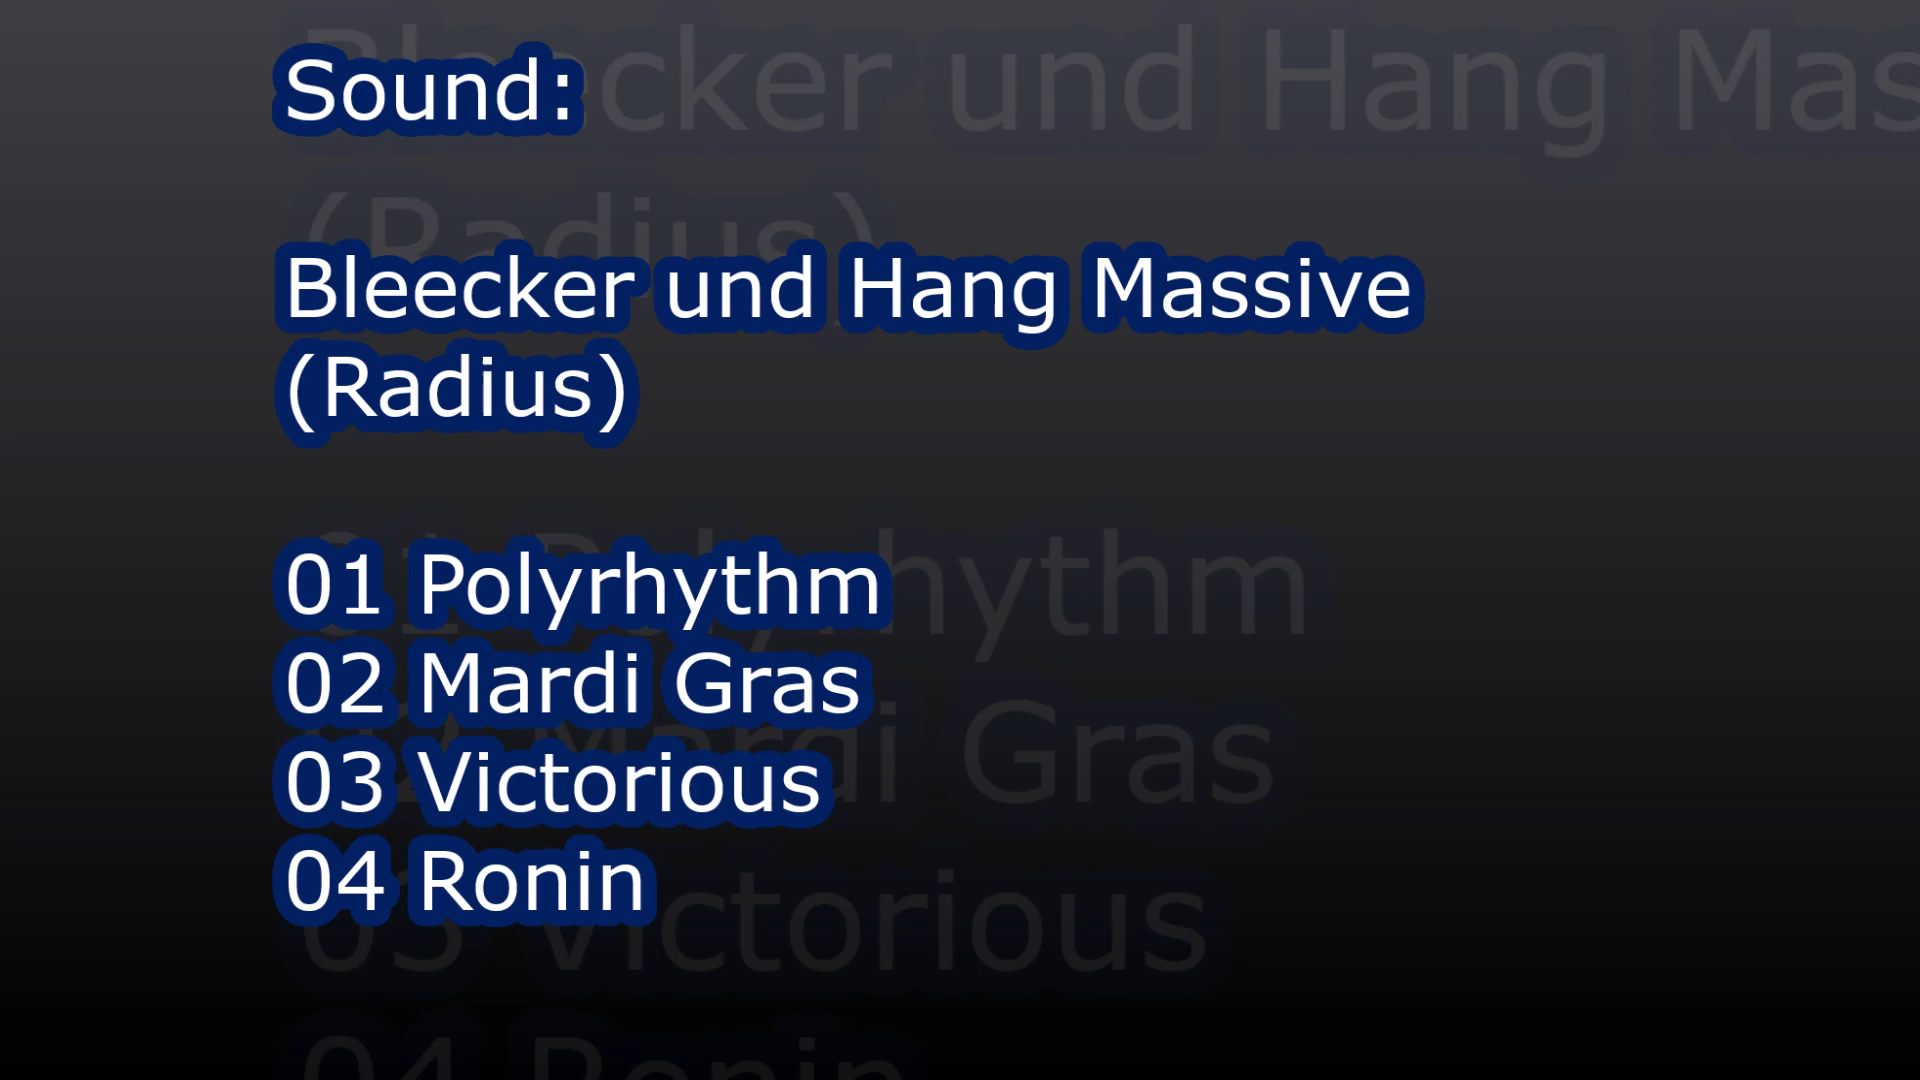 Sound:
Bleecker und Hang Massive
(Radius)
01 Polyrhythm
02 Mardi Gras
03 Victorious
04 Ronin